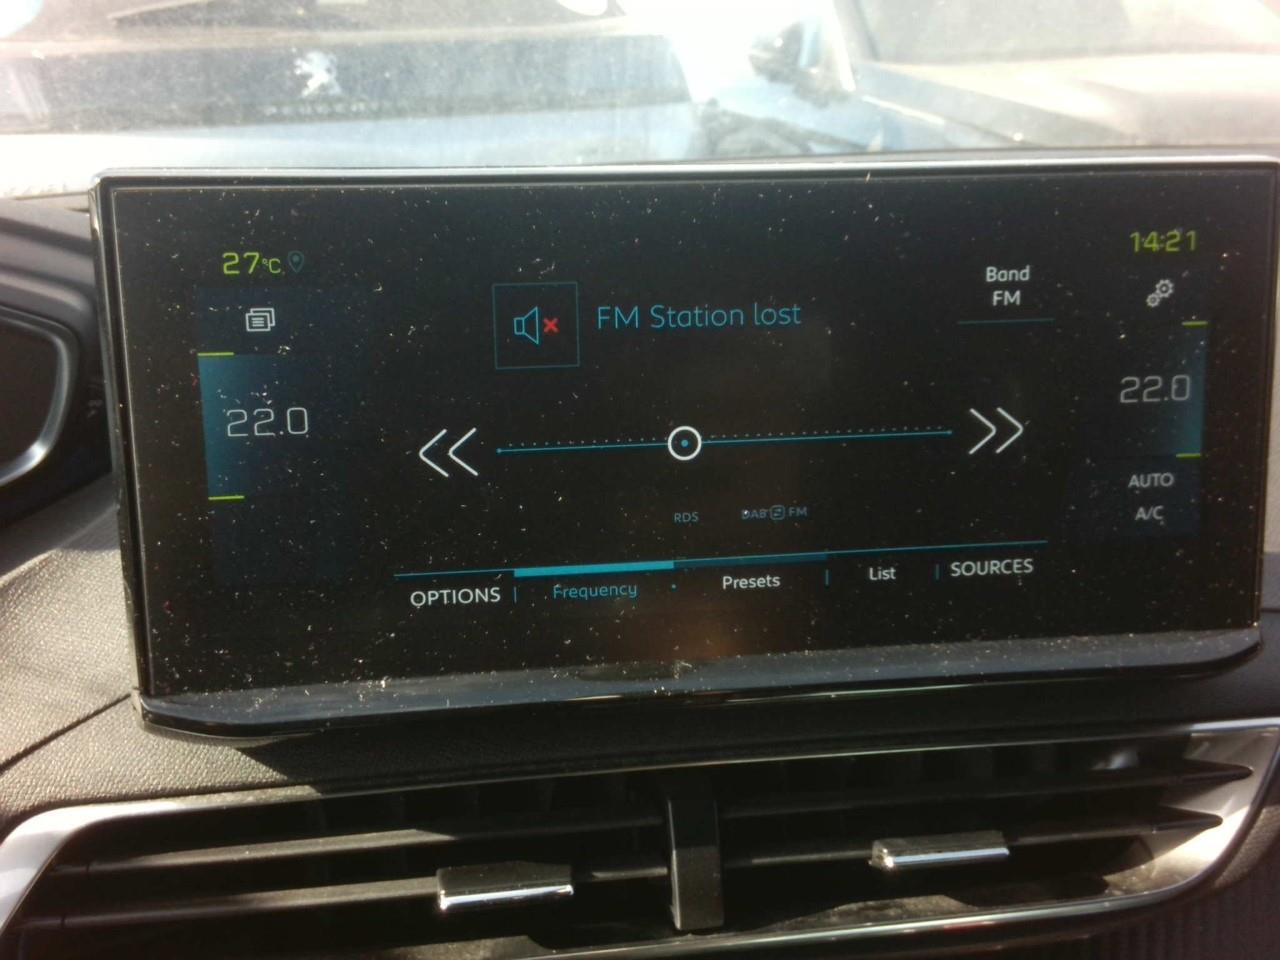 27°C
14:21
FM Station lost
Band
FM
22.0
22.0
AUTO
A/C
RDS
DAB FM
OPTIONS
Frequency
Presets
List
SOURCES